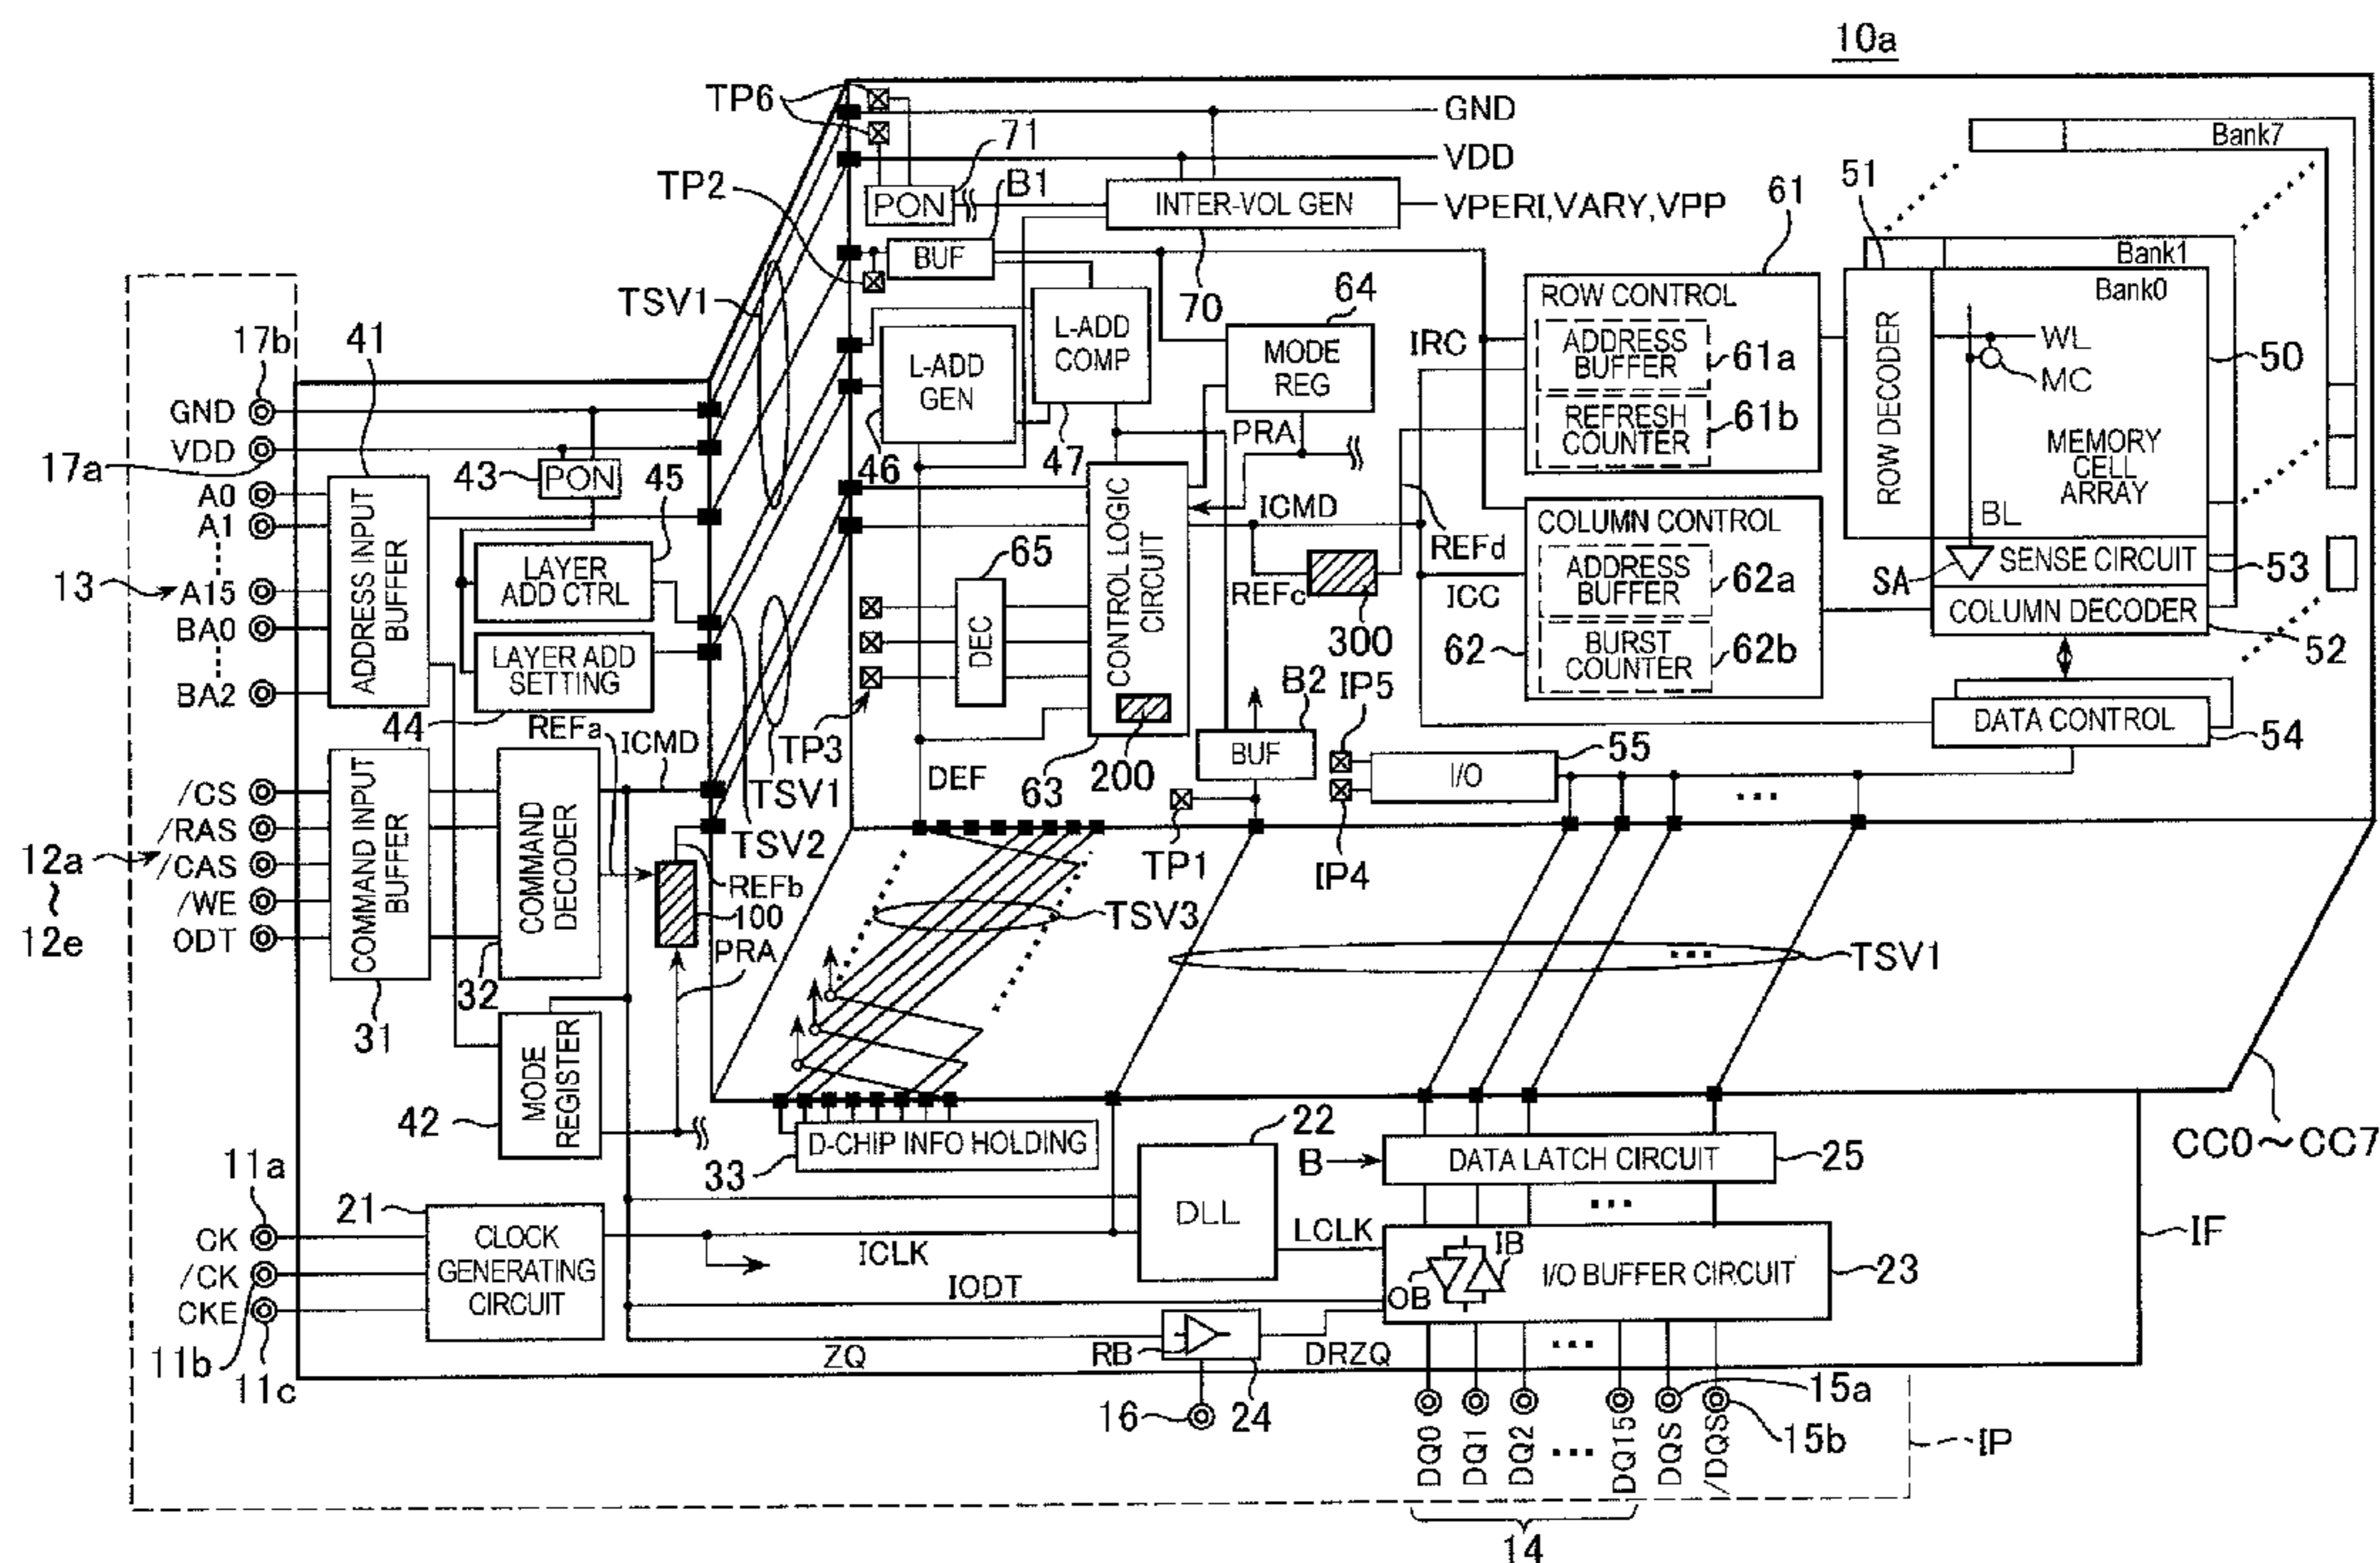 10a
TP6
GND
71
Bank7
VDD
TP2
B1
51
PON
INTER-VOL GEN
VPERI,VARY,VPP
61
BUF
Bank1
TSV1
70
64
ROW CONTROL
Bank0
17b
41
L-ADD
COMP
IRC
ADDRESS
BUFFER
61a
ROW DECODER
WL
50
L-ADD
GEN
MODE
REG
MC
GND
REFRESH
COUNTER
61b
VDD
PRA
MEMORY
CELL
ARRAY
17a
43
PON
45
46
47
A0
ICMD
COLUMN CONTROL
BL
A1
ADDRESS INPUT
BUFFER
LAYER
ADD CTRL
65
CONTROL LOGIC
CIRCUIT
REFd
ADDRESS
BUFFER
62a
SA
SENSE CIRCUIT
53
13
A15
REFc
ICC
BA0
DEC
300
62
BURST
COUNTER
62b
COLUMN DECODER
52
LAYER ADD
SETTING
BA2
B2
IP5
44
REFa
TP3
DATA CONTROL
54
ICMD
DEF
BUF
55
I/O
/CS
TSV1
63
200
/RAS
TSV2
TP1
IP4
12a
~
12e
/CAS
COMMAND INPUT
BUFFER
COMMAND
DECODER
REFb
/WE
100
TSV3
ODT
PRA
TSV1
32
31
MODE
REGISTER
42
22
D-CHIP INFO HOLDING
33
CC0~CC7
B
DATA LATCH CIRCUIT
25
11a
21
DLL
CK
CLOCK
GENERATING
CIRCUIT
ICLK
LCLK
IB
IF
/CK
I/O BUFFER CIRCUIT
23
CKE
IODT
OB
11b
11c
ZQ
RB
DRZQ
16
24
15a
DQ0
DQ1
DQ2
...
DQ15
DQS
/DQS
15b
IP
14